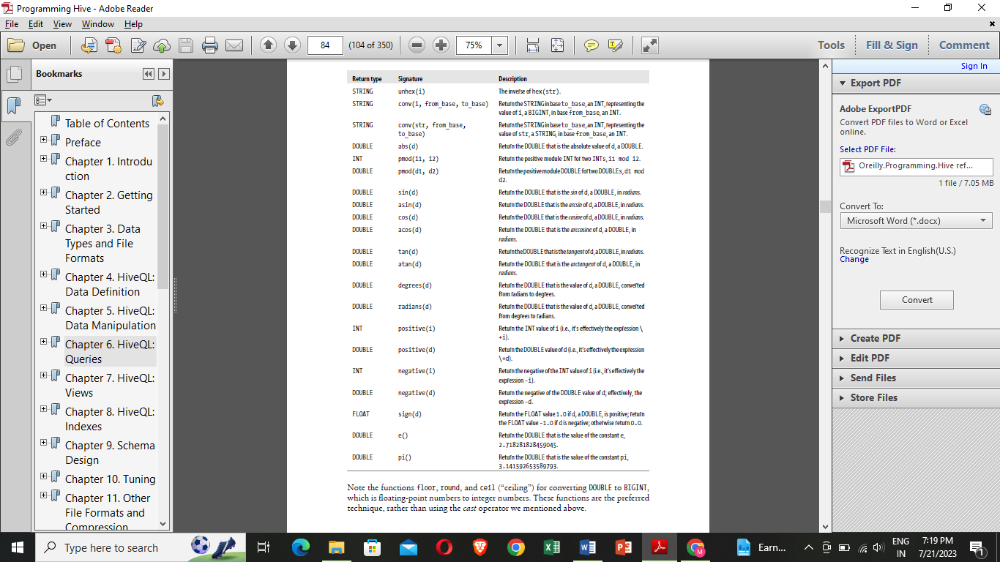 Programming Hive - Adobe Reader
File Edit View Window Help
Open 84 (104 of 350) 75% Tools Fill & Sign Comment
Sign In
Bookmarks
Table of Contents
Preface
Chapter 1. Introdu
ction
Chapter 2. Getting
Started
Chapter 3. Data
Types and File
Formats
Chapter 4. HiveQL:
Data Definition
Chapter 5. HiveQL:
Data Manipulation
Chapter 6. HiveQL:
Queries
Chapter 7. HiveQL:
Views
Chapter 8. HiveQL:
Indexes
Chapter 9. Schema
Design
Chapter 10. Tuning
Chapter 11. Other
File Formats and
Compression
Return type Signature Description
STRING unhex(i) The inverse of hex(str).
STRING conv(i, from_base, to_base) Return the STRING in base to_base, an INT, representing the
value of i, a BIGINT, in base from_base, an INT.
STRING conv(str, from_base, Return the STRING in base to_base, an INT, representing the
to_base) value of str, a STRING, in base from_base, an INT.
DOUBLE abs(d) Return the DOUBLE that is the absolute value of d, a DOUBLE.
INT pmod(i1, i2) Return the positive module INT for two INTs, i1 mod i2.
DOUBLE pmod(d1, d2) Return the positive module DOUBLE for two DOUBLEs, d1 mod
d2.
DOUBLE sin(d) Return the DOUBLE that is the sin of d, a DOUBLE, in radians.
DOUBLE asin(d) Return the DOUBLE that is the arcsin of d, a DOUBLE, in radians.
DOUBLE cos(d) Return the DOUBLE that is the cosine of d, a DOUBLE, in radians.
DOUBLE acos(d) Return the DOUBLE that is the arccosine of d, a DOUBLE, in
radians.
DOUBLE tan(d) Return the DOUBLE that is the tangent of d, a DOUBLE, in radians.
DOUBLE atan(d) Return the DOUBLE that is the arctangent of d, a DOUBLE, in
radians.
DOUBLE degrees(d) Return the DOUBLE that is the value of d, a DOUBLE, converted
from radians to degrees.
DOUBLE radians(d) Return the DOUBLE that is the value of d, a DOUBLE, converted
from degrees to radians.
INT positive(i) Return the INT value of i (i.e., it's effectively the expression \
+i).
DOUBLE positive(d) Return the DOUBLE value of d (i.e., it's effectively the expression
\+d).
INT negative(i) Return the negative of the INT value of i (i.e., it's effectively the
expression -i).
DOUBLE negative(d) Return the negative of the DOUBLE value of d; effectively, the
expression -d.
FLOAT sign(d) Return the FLOAT value 1.0 if d, a DOUBLE, is positive; return
the FLOAT value -1.0 if d is negative; otherwise return 0.0.
DOUBLE e() Return the DOUBLE that is the value of the constant e,
2.718281828459045.
DOUBLE pi() Return the DOUBLE that is the value of the constant pi,
3.141592653589793.
Note the functions floor, round, and ceil (“ceiling”) for converting DOUBLE to BIGINT,
which is floating-point numbers to integer numbers. These functions are the preferred
technique, rather than using the cast operator we mentioned above.
Export PDF
Adobe ExportPDF
Convert PDF files to Word or Excel
online.
Select PDF File:
Oreilly.Programming.Hive ref...
1 file / 7.05 MB
Convert To:
Microsoft Word (*.docx)
Recognize Text in English(U.S.)
Change
Convert
Create PDF
Edit PDF
Send Files
Store Files
Type here to search
Earn...
ENG
IN
7:19 PM
7/21/2023
1